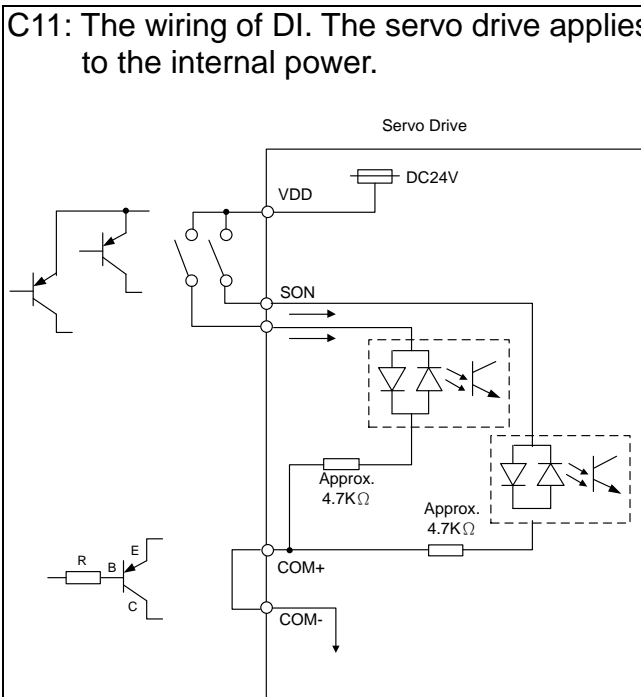 C11: The wiring of DI. The servo drive applies
to the internal power.
Servo Drive
DC24V
VDD
SON
Approx.
4.7KΩ
Approx.
4.7KΩ
COM+
R
B
E
C
COM-